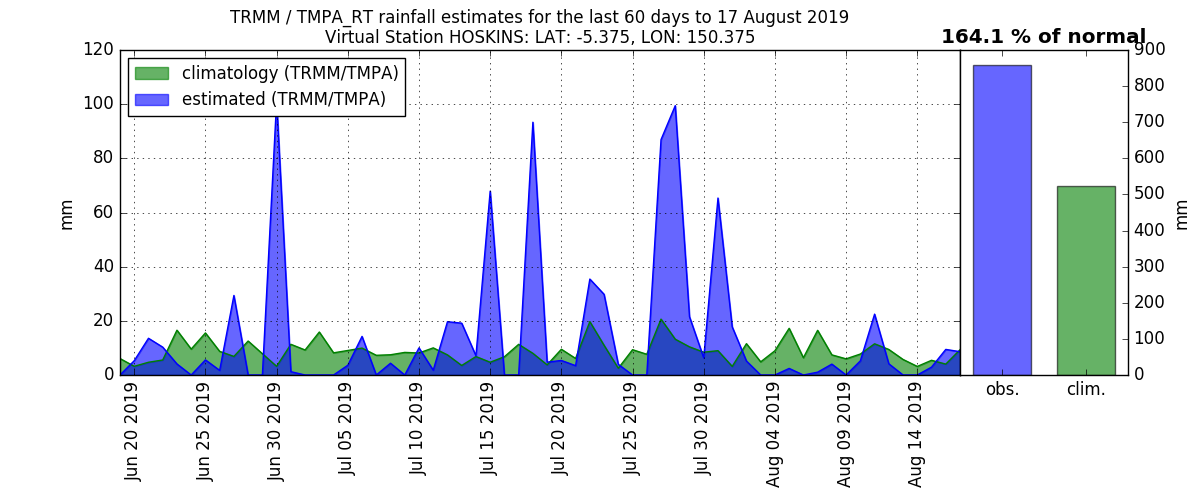 TRMM / TMPA_RT rainfall estimates for the last 60 days to 17 August 2019
Virtual Station HOSKINS: LAT: -5.375, LON: 150.375
164.1 % of normal
climatology (TRMM/TMPA)
estimated (TRMM/TMPA)
120
100
80
60
40
20
0
mm
Jun 20 2019
Jun 25 2019
Jun 30 2019
Jul 05 2019
Jul 10 2019
Jul 15 2019
Jul 20 2019
Jul 25 2019
Jul 30 2019
Aug 04 2019
Aug 09 2019
Aug 14 2019
900
800
700
600
500
400
300
200
100
0
mm
obs.
clim.